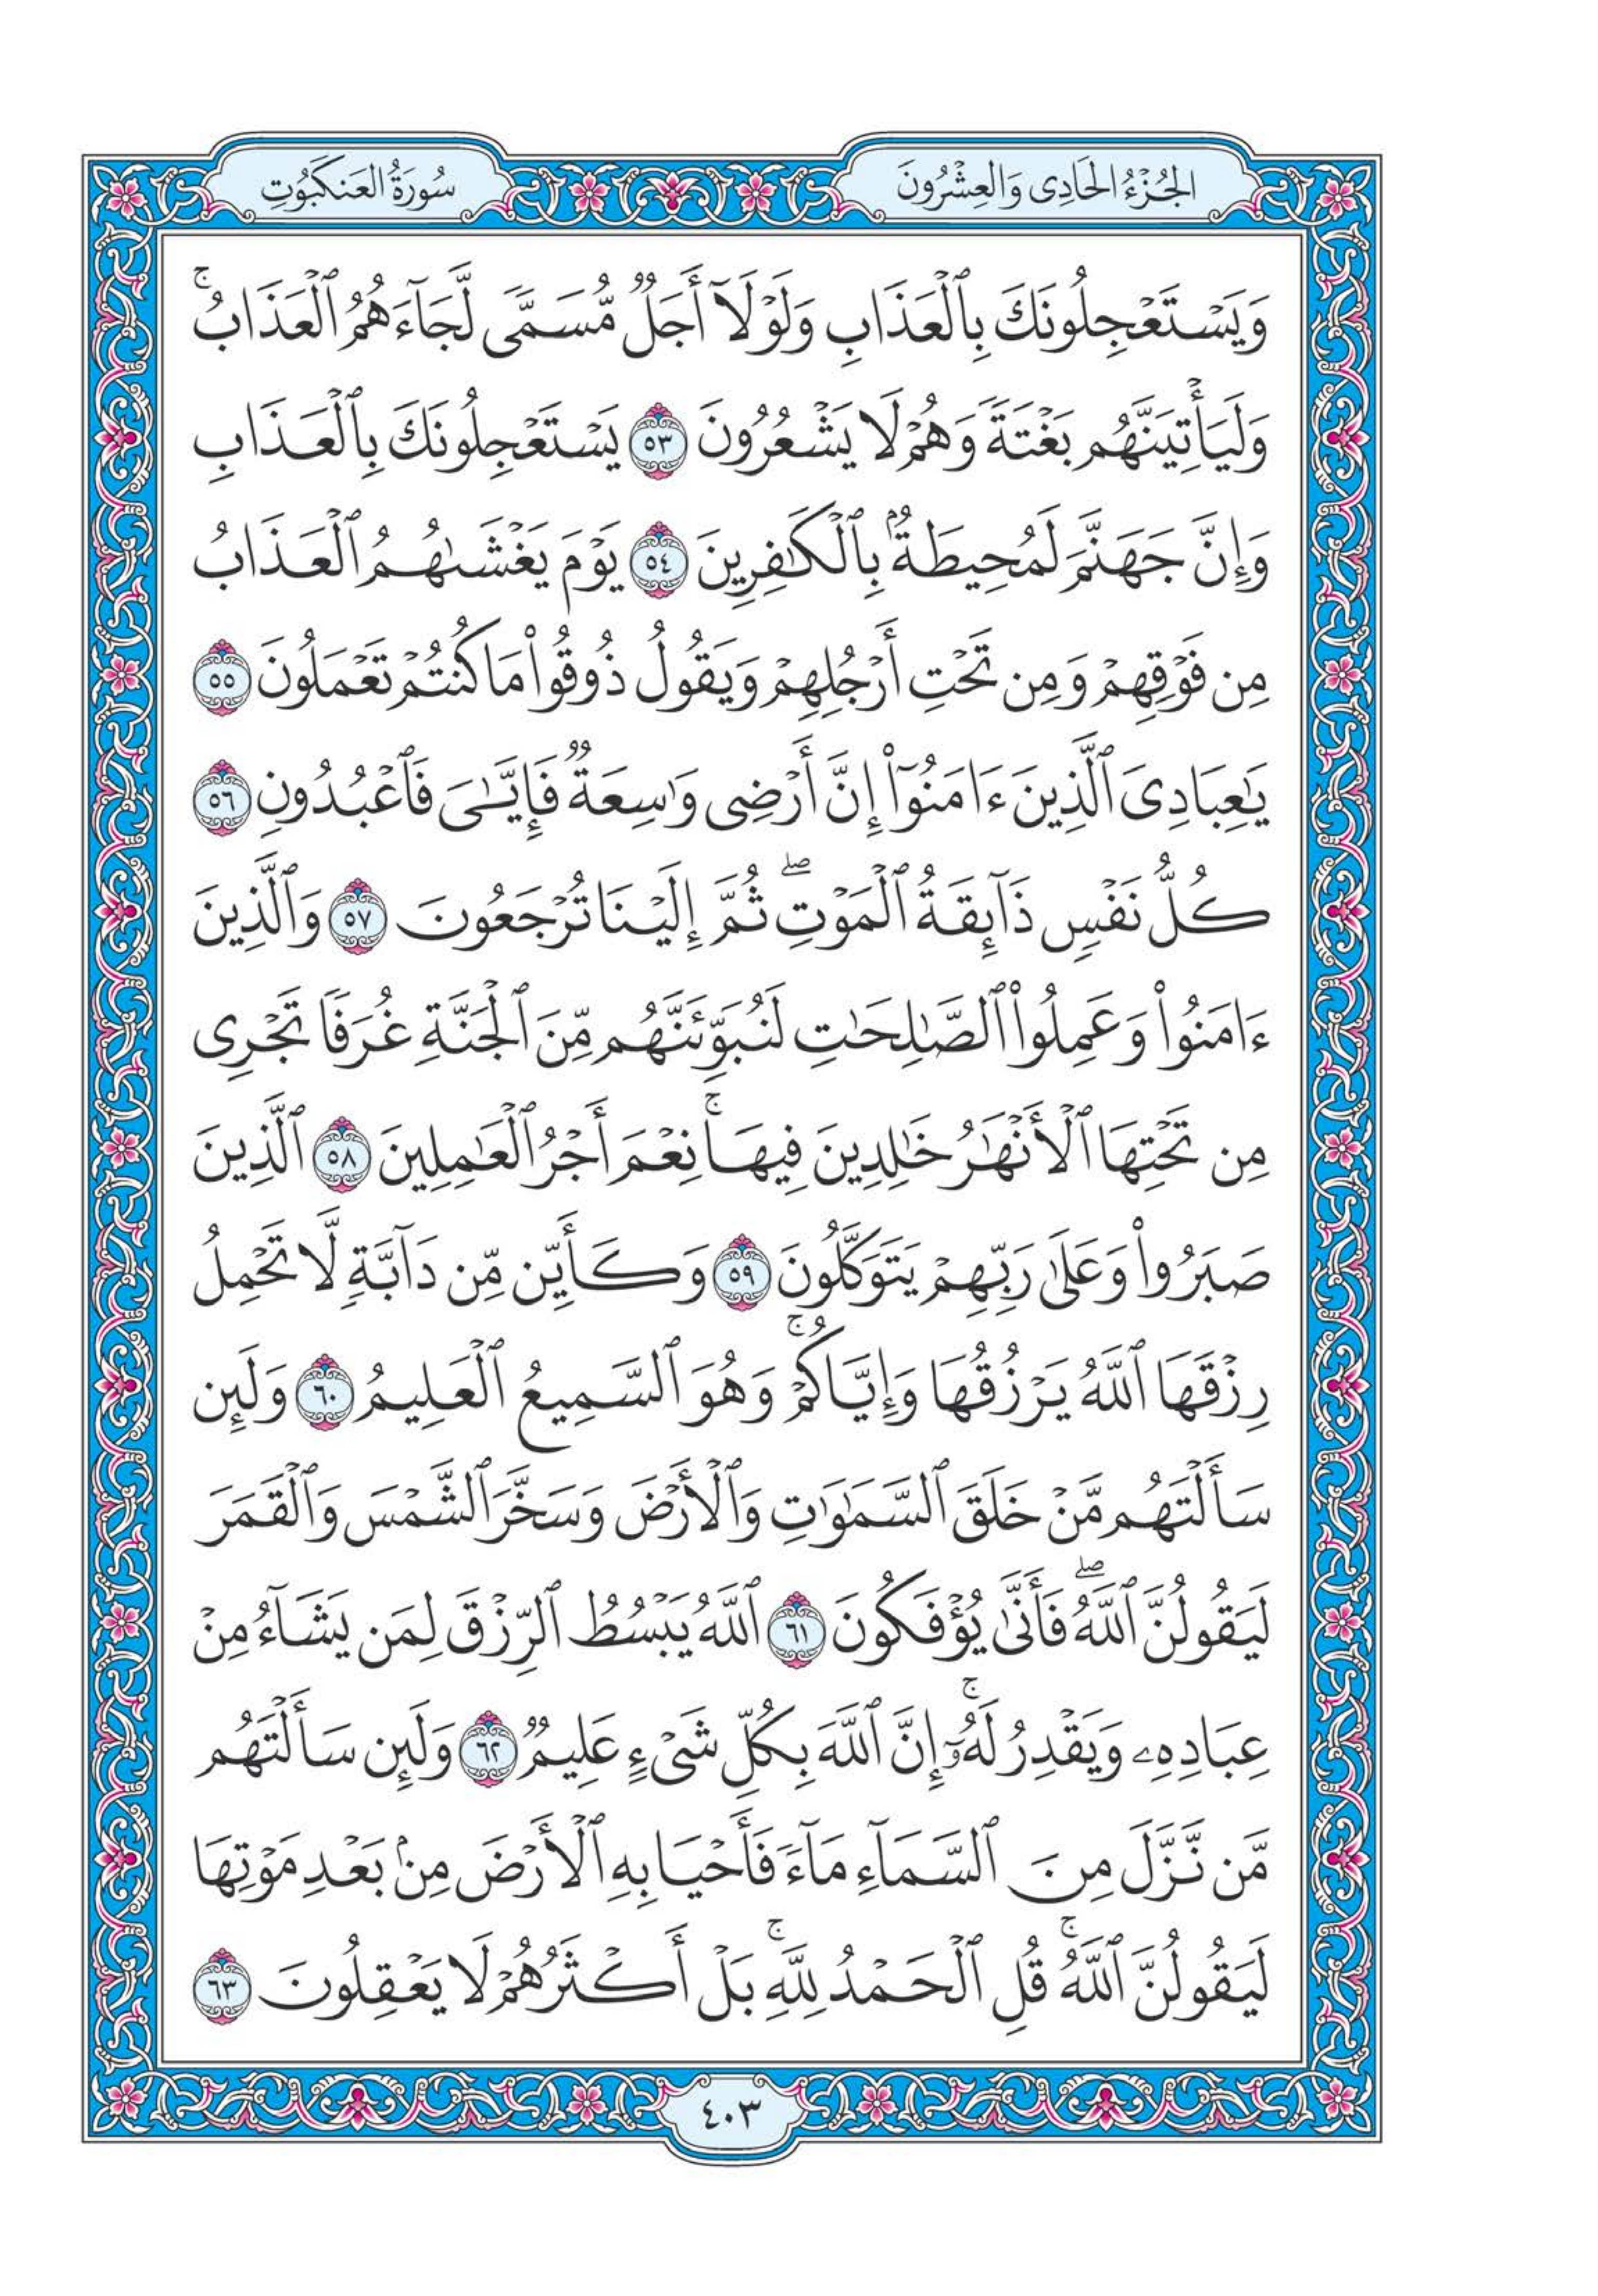 الجُزْءُ الحَادِى وَالعِشْرُونَ
سُورَةُ العَنكَبُوتِ
وَيَسْتَعْجِلُونَكَ بِٱلْعَذَابِ وَلَوْلَآ أَجَلٌ مُّسَمًّى لَّجَآءَهُمُ ٱلْعَذَابُۚ
وَلَيَأْتِيَنَّهُم بَغْتَةً وَهُمْ لَا يَشْعُرُونَ ٥٣ يَسْتَعْجِلُونَكَ بِٱلْعَذَابِ
وَإِنَّ جَهَنَّمَ لَمُحِيطَةٌۢ بِٱلْكَٰفِرِينَ ٥٤ يَوْمَ يَغْشَىٰهُمُ ٱلْعَذَابُ
مِن فَوْقِهِمْ وَمِن تَحْتِ أَرْجُلِهِمْ وَيَقُولُ ذُوقُوا۟ مَا كُنتُمْ تَعْمَلُونَ ٥٥
يَٰعِبَادِىَ ٱلَّذِينَ ءَامَنُوٓا۟ إِنَّ أَرْضِى وَٰسِعَةٌ فَإِيَّٰىَ فَٱعْبُدُونِ ٥٦
كُلُّ نَفْسٍ ذَآئِقَةُ ٱلْمَوْتِۖ ثُمَّ إِلَيْنَا تُرْجَعُونَ ٥٧ وَٱلَّذِينَ
ءَامَنُوا۟ وَعَمِلُوا۟ ٱلصَّٰلِحَٰتِ لَنُبَوِّئَنَّهُم مِّنَ ٱلْجَنَّةِ غُرَفًا تَجْرِى
مِن تَحْتِهَا ٱلْأَنْهَٰرُ خَٰلِدِينَ فِيهَاۚ نِعْمَ أَجْرُ ٱلْعَٰمِلِينَ ٥٨ ٱلَّذِينَ
صَبَرُوا۟ وَعَلَىٰ رَبِّهِمْ يَتَوَكَّلُونَ ٥٩ وَكَأَيِّن مِّن دَآبَّةٍ لَّا تَحْمِلُ
رِزْقَهَا ٱللَّهُ يَرْزُقُهَا وَإِيَّاكُمْۚ وَهُوَ ٱلسَّمِيعُ ٱلْعَلِيمُ ٦٠ وَلَئِن
سَأَلْتَهُم مَّنْ خَلَقَ ٱلسَّمَٰوَٰتِ وَٱلْأَرْضَ وَسَخَّرَ ٱلشَّمْسَ وَٱلْقَمَرَ
لَيَقُولُنَّ ٱللَّهُۖ فَأَنَّىٰ يُؤْفَكُونَ ٦١ ٱللَّهُ يَبْسُطُ ٱلرِّزْقَ لِمَن يَشَآءُ مِنْ
عِبَادِهِۦ وَيَقْدِرُ لَهُۥٓۚ إِنَّ ٱللَّهَ بِكُلِّ شَىْءٍ عَلِيمٌ ٦٢ وَلَئِن سَأَلْتَهُم
مَّن نَّزَّلَ مِنَ ٱلسَّمَآءِ مَآءً فَأَحْيَا بِهِ ٱلْأَرْضَ مِنۢ بَعْدِ مَوْتِهَا
لَيَقُولُنَّ ٱللَّهُۚ قُلِ ٱلْحَمْدُ لِلَّهِۚ بَلْ أَكْثَرُهُمْ لَا يَعْقِلُونَ ٦٣
٤٠٣